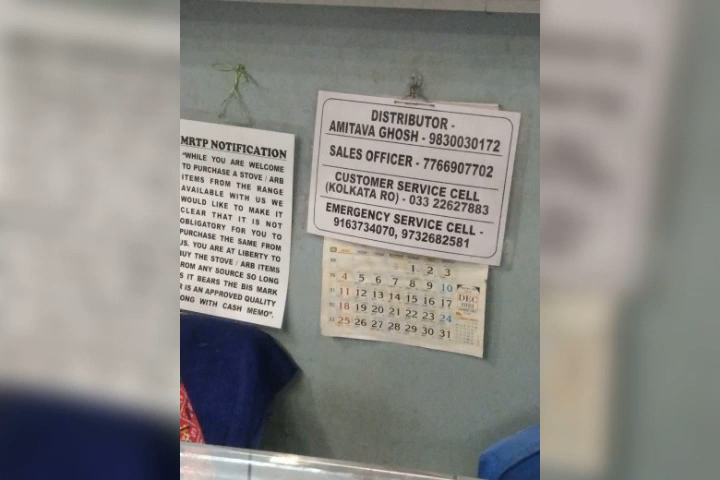 MRTP NOTIFICATION
"WHILE YOU ARE WELCOME
TO PURCHASE A STOVE / ARB
ITEMS FROM THE RANGE
AVAILABLE WITH US WE
WOULD LIKE TO MAKE IT
CLEAR THAT IT IS NOT
OBLIGATORY FOR YOU TO
PURCHASE THE SAME FROM
US. YOU ARE AT LIBERTY TO
BUY THE STOVE / ARB ITEMS
FROM ANY SOURCE SO LONG
AS IT BEARS THE BIS MARK
IS AN APPROVED QUALITY
ALONG WITH CASH MEMO".
DISTRIBUTOR -
AMITAVA GHOSH - 9830030172
SALES OFFICER - 7766907702
CUSTOMER SERVICE CELL
(KOLKATA RO) - 033 22627883
EMERGENCY SERVICE CELL -
9163734070, 9732682581
1 2 3
4 5 6 7 8 9 10
11 12 13 14 15 16 17
18 19 20 21 22 23 24
25 26 27 28 29 30 31
DEC